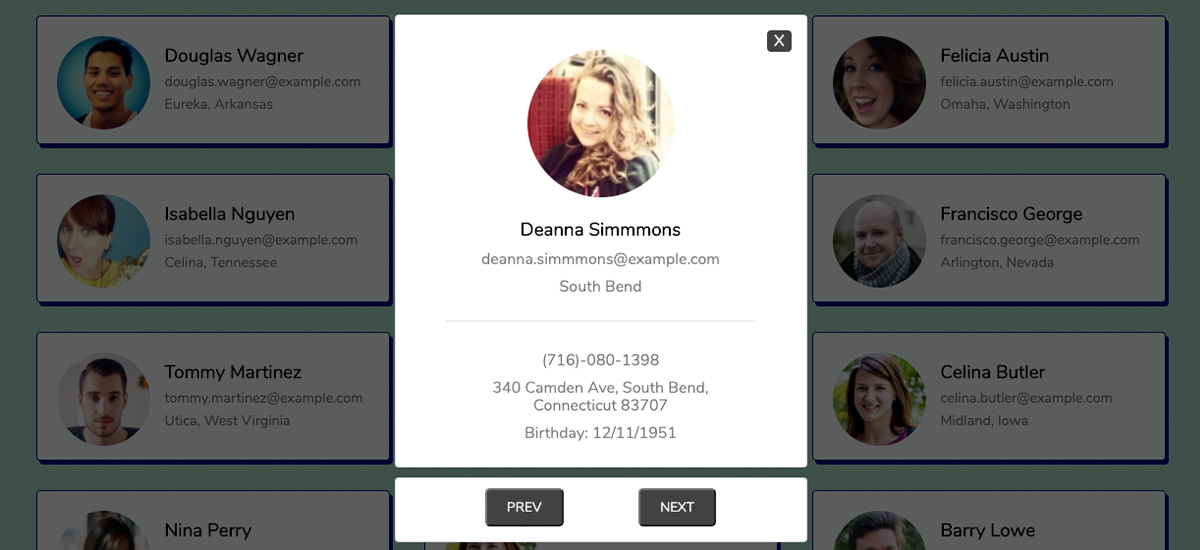 Douglas Wagner
douglas.wagner@example.com
Eureka, Arkansas
Isabella Nguyen
isabella.nguyen@example.com
Celina, Tennessee
Tommy Martinez
tommy.martinez@example.com
Utica, West Virginia
Nina Perry
X
Deanna Simmmons
deanna.simmmons@example.com
South Bend
(716)-080-1398
340 Camden Ave, South Bend,
Connecticut 83707
Birthday: 12/11/1951
PREV
NEXT
Felicia Austin
felicia.austin@example.com
Omaha, Washington
Francisco George
francisco.george@example.com
Arlington, Nevada
Celina Butler
celina.butler@example.com
Midland, Iowa
Barry Lowe